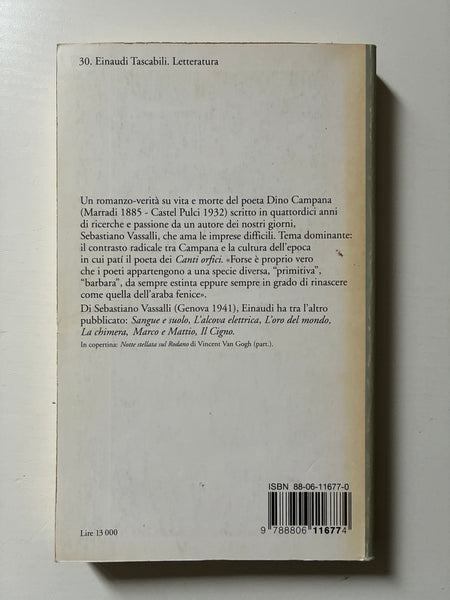 30. Einaudi Tascabili. Letteratura
Un romanzo-verità su vita e morte del poeta Dino Campana
(Marradi 1885 - Castel Pulci 1932) scritto in quattordici anni
di ricerche e passione da un autore dei nostri giorni,
Sebastiano Vassalli, che ama le imprese difficili. Tema dominante:
il contrasto radicale tra Campana e la cultura dell'epoca
in cui patí il poeta dei Canti orfici. «Forse è proprio vero
che i poeti appartengono a una specie diversa, “primitiva”,
“barbara”, da sempre estinta eppure sempre in grado di rinascere
come quella dell'araba fenice».
Di Sebastiano Vassalli (Genova 1941), Einaudi ha tra l'altro
pubblicato: Sangue e suolo, L'alcova elettrica, L'oro del mondo,
La chimera, Marco e Mattio, Il Cigno.
In copertina: Notte stellata sul Rodano di Vincent Van Gogh (part.).
ISBN 88-06-11677-0
Lire 13 000
9 788806 116774